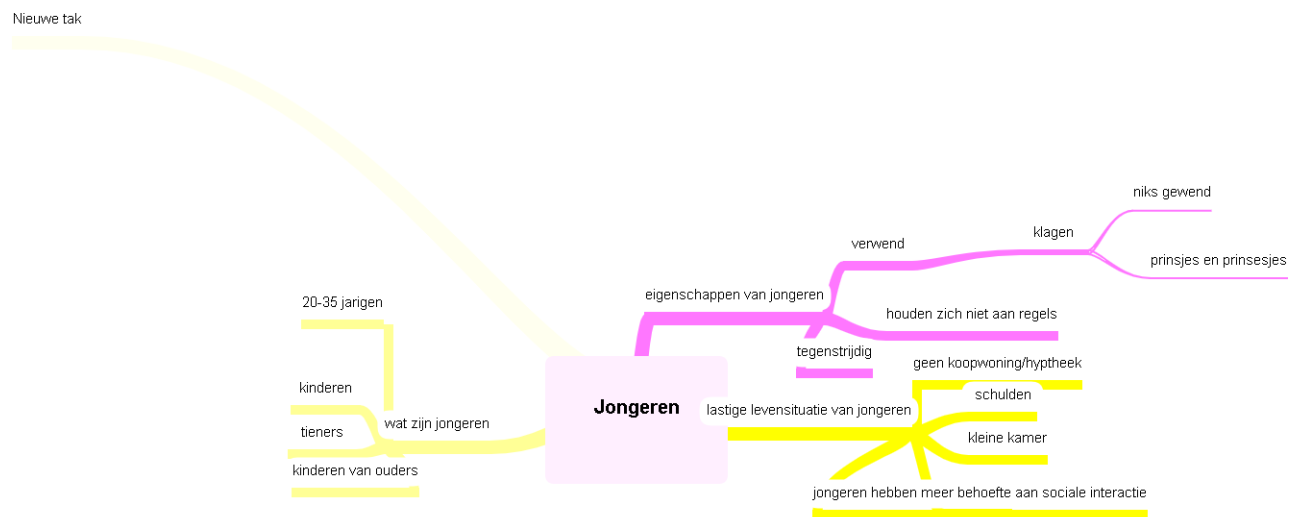 Nieuwe tak
niks gewend
klagen
verwend
prinsjes en prinsesjes
eigenschappen van jongeren
20-35 jarigen
houden zich niet aan regels
tegenstrijdig
geen koopwoning/hyptheek
kinderen
schulden
Jongeren
lastige levensituatie van jongeren
wat zijn jongeren
tieners
kleine kamer
kinderen van ouders
jongeren hebben meer behoefte aan sociale interactie